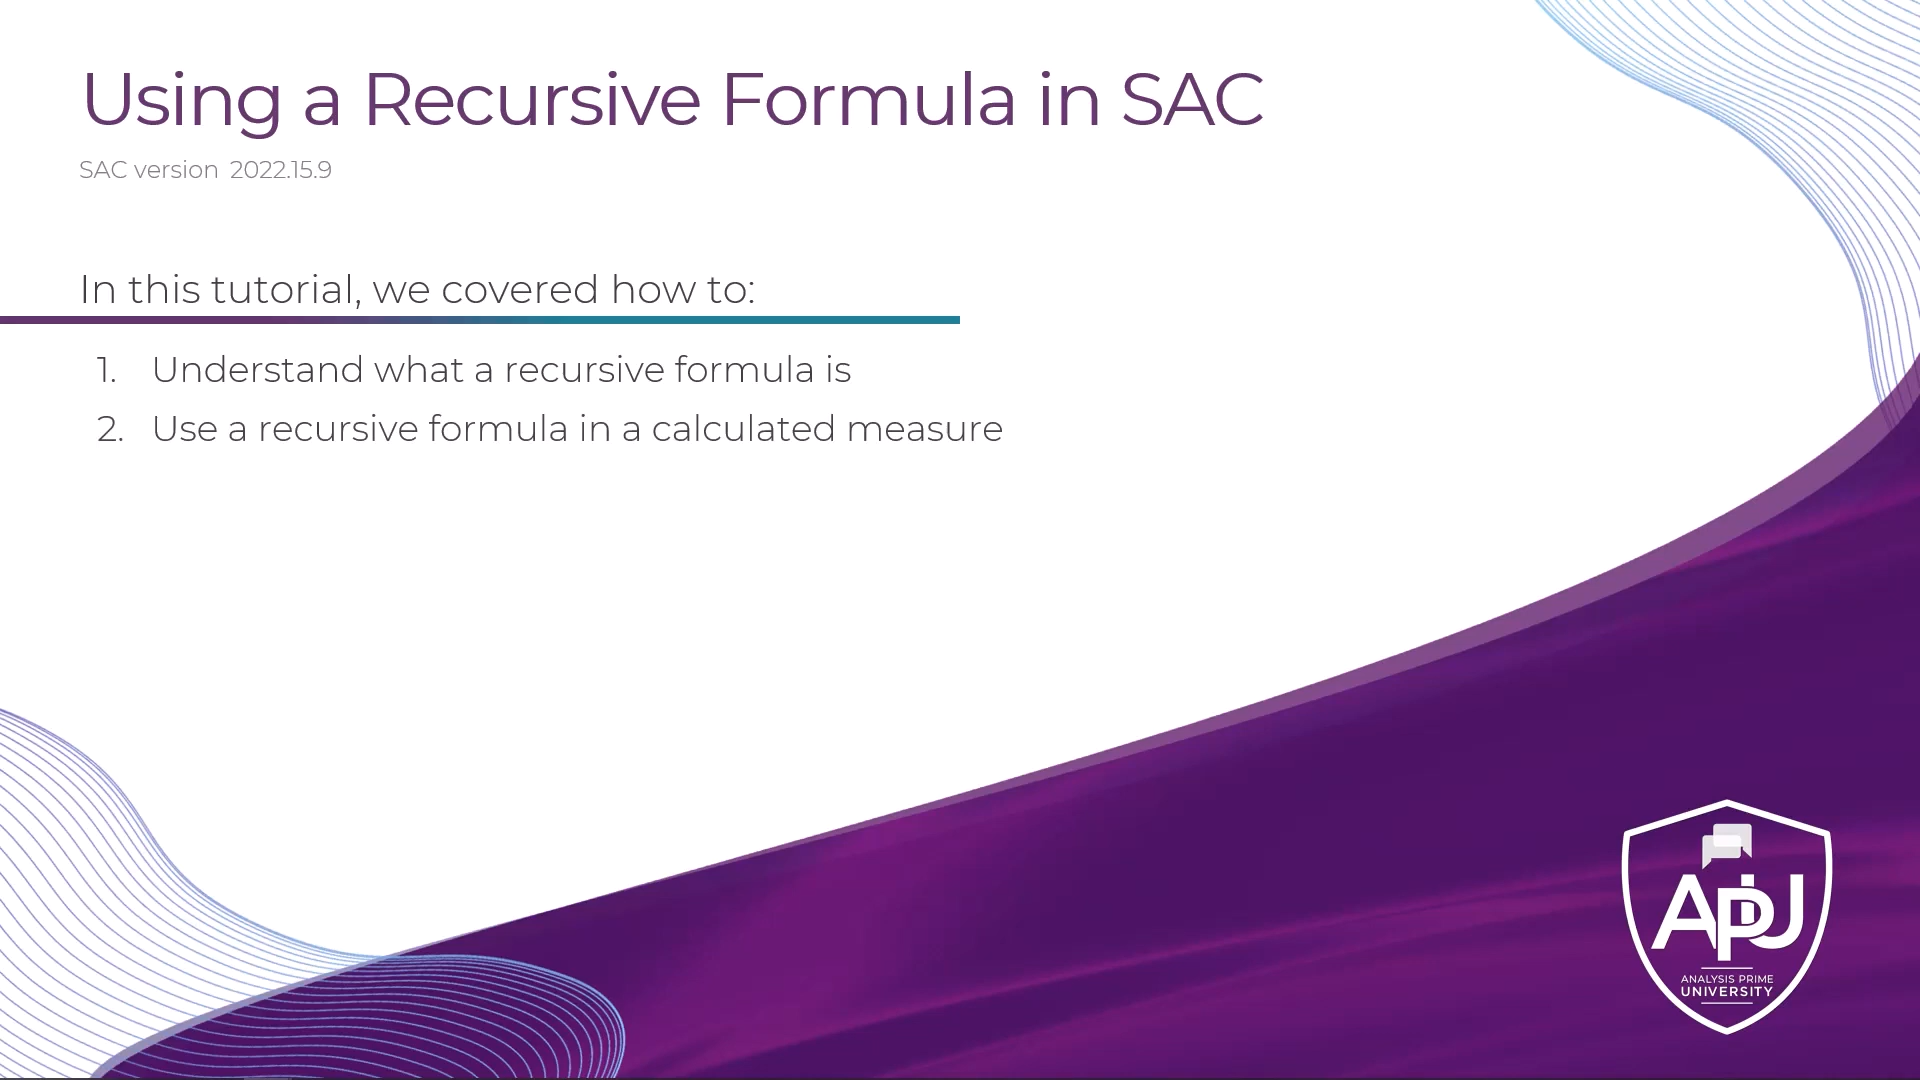 Using a Recursive Formula in SAC
SAC version 2022.15.9
In this tutorial, we covered how to:
1. Understand what a recursive formula is
2. Use a recursive formula in a calculated measure
APU
ANALYSIS PRIME
UNIVERSITY